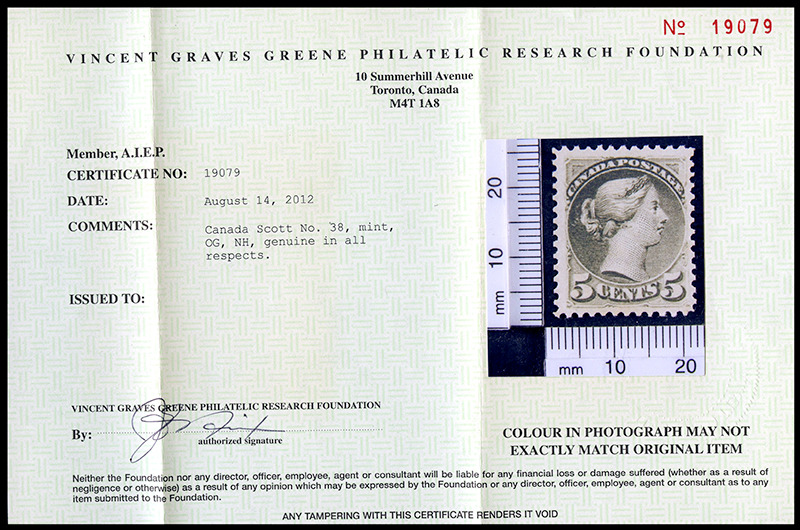 Nº 19079
VINCENT GRAVES GREENE PHILATELIC RESEARCH FOUNDATION
10 Summerhill Avenue
Toronto, Canada
M4T 1A8
Member, A.I.E.P.
CERTIFICATE NO: 19079
DATE: August 14, 2012
COMMENTS: Canada Scott No. 38, mint,
OG, NH, genuine in all
respects.
ISSUED TO:
20
10
mm
CANADA POSTAGE
5 CENTS 5
mm 10 20
VINCENT GRAVES GREENE PHILATELIC RESEARCH FOUNDATION
By:
authorized signature
COLOUR IN PHOTOGRAPH MAY NOT
EXACTLY MATCH ORIGINAL ITEM
Neither the Foundation nor any director, officer, employee, agent or consultant will be liable for any financial loss or damage suffered (whether as a result of
negligence or otherwise) as a result of any opinion which may be expressed by the Foundation or any director, officer, employee, agent or consultant as to any
item submitted to the Foundation.
ANY TAMPERING WITH THIS CERTIFICATE RENDERS IT VOID